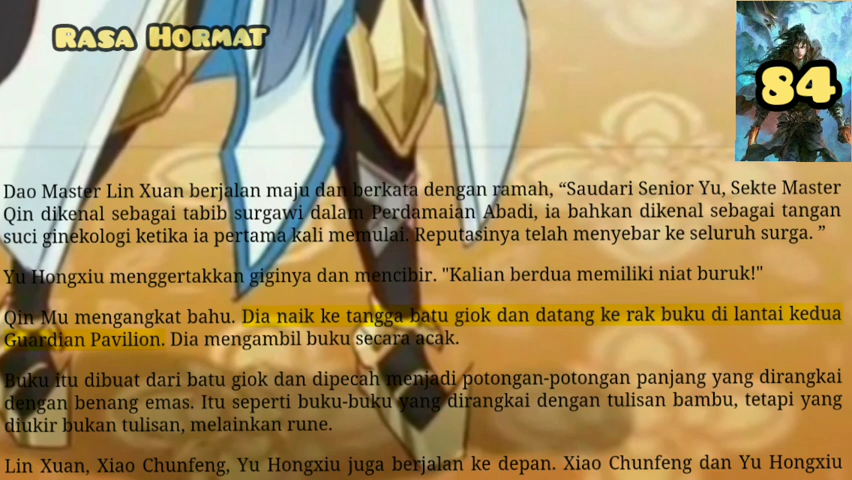 Rasa Hormat
84
Dao Master Lin Xuan berjalan maju dan berkata dengan ramah, “Saudari Senior Yu, Sekte Master
Qin dikenal sebagai tabib surgawi dalam Perdamaian Abadi, ia bahkan dikenal sebagai tangan
suci ginekologi ketika ia pertama kali memulai. Reputasinya telah menyebar ke seluruh surga. ”
Yu Hongxiu menggertakkan giginya dan mencibir. "Kalian berdua memiliki niat buruk!"
Qin Mu mengangkat bahu. Dia naik ke tangga batu giok dan datang ke rak buku di lantai kedua
Guardian Pavilion. Dia mengambil buku secara acak.
Buku itu dibuat dari batu giok dan dipecah menjadi potongan-potongan panjang yang dirangkai
dengan benang emas. Itu seperti buku-buku yang dirangkai dengan tulisan bambu, tetapi yang
diukir bukan tulisan, melainkan rune.
Lin Xuan, Xiao Chunfeng, Yu Hongxiu juga berjalan ke depan. Xiao Chunfeng dan Yu Hongxiu